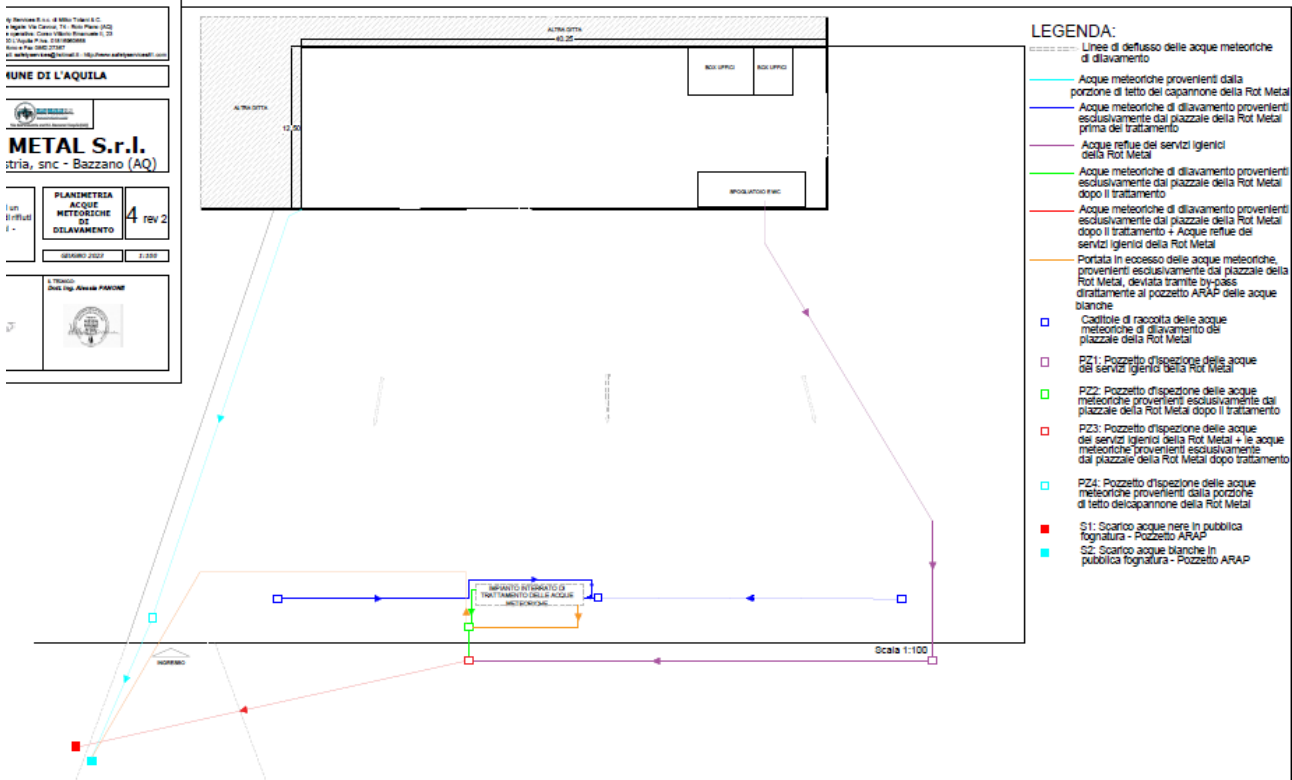 MUNE DI L'AQUILA
METAL S.r.l.
stria, snc - Bazzano (AQ)
PLANIMETRIA
ACQUE
METEORICHE
DI
DILAVAMENTO
4 rev 2
GIUGNO 2023
1:100
IL TECNICO
Dott. Ing. Alessia PANONE
ALTRA DITTA
40,25
ALTRA DITTA
12,50
BOX UFFICI
BOX UFFICI
SPOGLIATOIO E WC
IMPIANTO INTERRATO DI
TRATTAMENTO DELLE ACQUE
METEORICHE
INGRESSO
Scala 1:100
LEGENDA:
Linee di deflusso delle acque meteoriche
di dilavamento
Acque meteoriche provenienti dalla
porzione di tetto del capannone della Rot Metal
Acque meteoriche di dilavamento provenienti
esclusivamente dal piazzale della Rot Metal
prima del trattamento
Acque reflue dei servizi igienici
della Rot Metal
Acque meteoriche di dilavamento provenienti
esclusivamente dal piazzale della Rot Metal
dopo il trattamento
Acque meteoriche di dilavamento provenienti
esclusivamente dal piazzale della Rot Metal
dopo il trattamento + Acque reflue dei
servizi igienici della Rot Metal
Portata in eccesso delle acque meteoriche,
provenienti esclusivamente dal piazzale della
Rot Metal, deviata tramite by-pass
dirattamente al pozzetto ARAP delle acque
bianche
Caditoie di raccolta delle acque
meteoriche di dilavamento del
piazzale della Rot Metal
PZ1: Pozzetto d'ispezione delle acque
dei servizi igienici della Rot Metal
PZ2: Pozzetto d'ispezione delle acque
meteoriche provenienti esclusivamente dal
piazzale della Rot Metal dopo il trattamento
PZ3: Pozzetto d'ispezione delle acque
dei servizi igienici della Rot Metal + le acque
meteoriche provenienti esclusivamente
dal piazzale della Rot Metal dopo trattamento
PZ4: Pozzetto d'ispezione delle acque
meteoriche provenienti dalla porzione
di tetto delcapannone della Rot Metal
S1: Scarico acque nere in pubblica
fognatura - Pozzetto ARAP
S2: Scarico acque bianche in
pubblica fognatura - Pozzetto ARAP